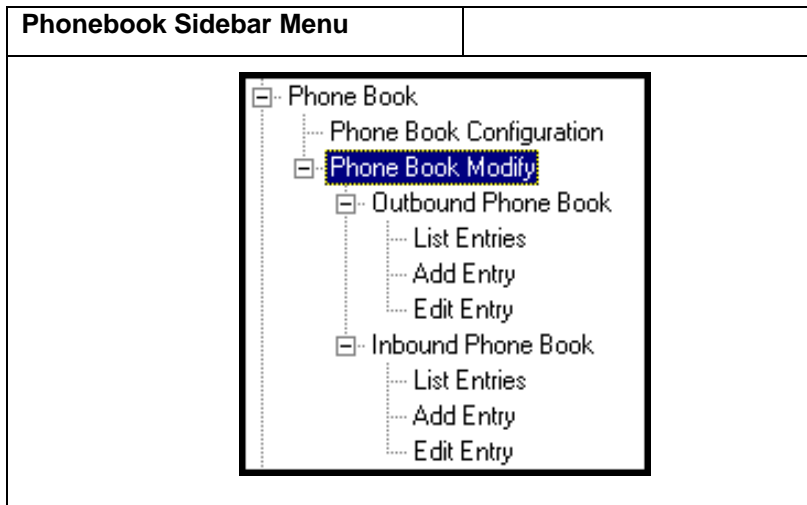 Phonebook Sidebar Menu
Phone Book
Phone Book Configuration
Phone Book Modify
Outbound Phone Book
List Entries
Add Entry
Edit Entry
Inbound Phone Book
List Entries
Add Entry
Edit Entry